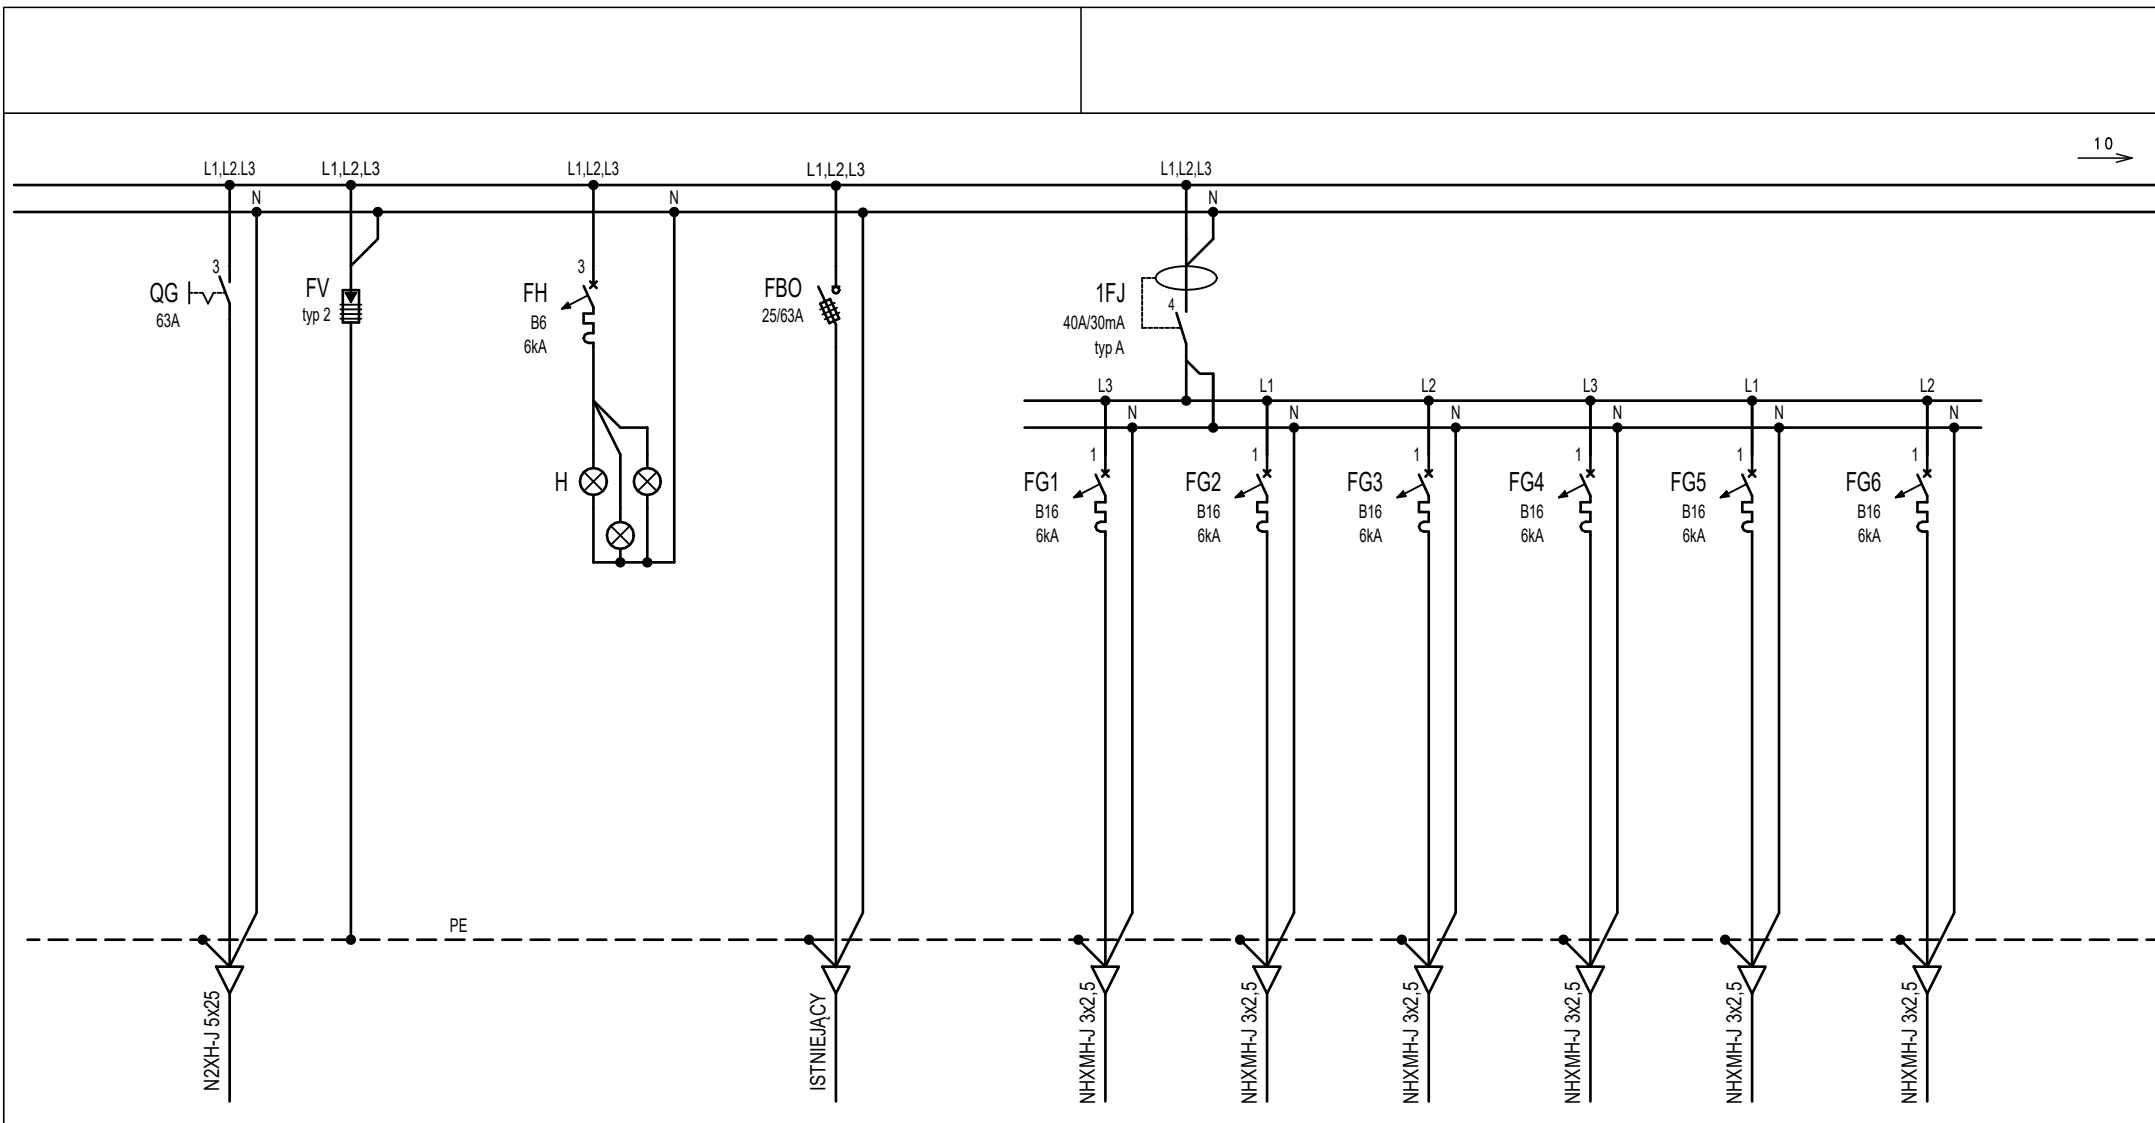 10
L1,L2.L3
L1,L2,L3
L1,L2,L3
L1,L2,L3
L1,L2,L3
N
N
N
3
QG
63A
FV
typ 2
3
FH
B6
6kA
FBO
25/63A
1FJ
4
40A/30mA
typ A
L3
L1
L2
L3
L1
L2
N
N
N
N
N
N
H
1
FG1
B16
6kA
1
FG2
B16
6kA
1
FG3
B16
6kA
1
FG4
B16
6kA
1
FG5
B16
6kA
1
FG6
B16
6kA
PE
N2XH-J 5x25
ISTNIEJĄCY
NHXMH-J 3x2,5
NHXMH-J 3x2,5
NHXMH-J 3x2,5
NHXMH-J 3x2,5
NHXMH-J 3x2,5
NHXMH-J 3x2,5